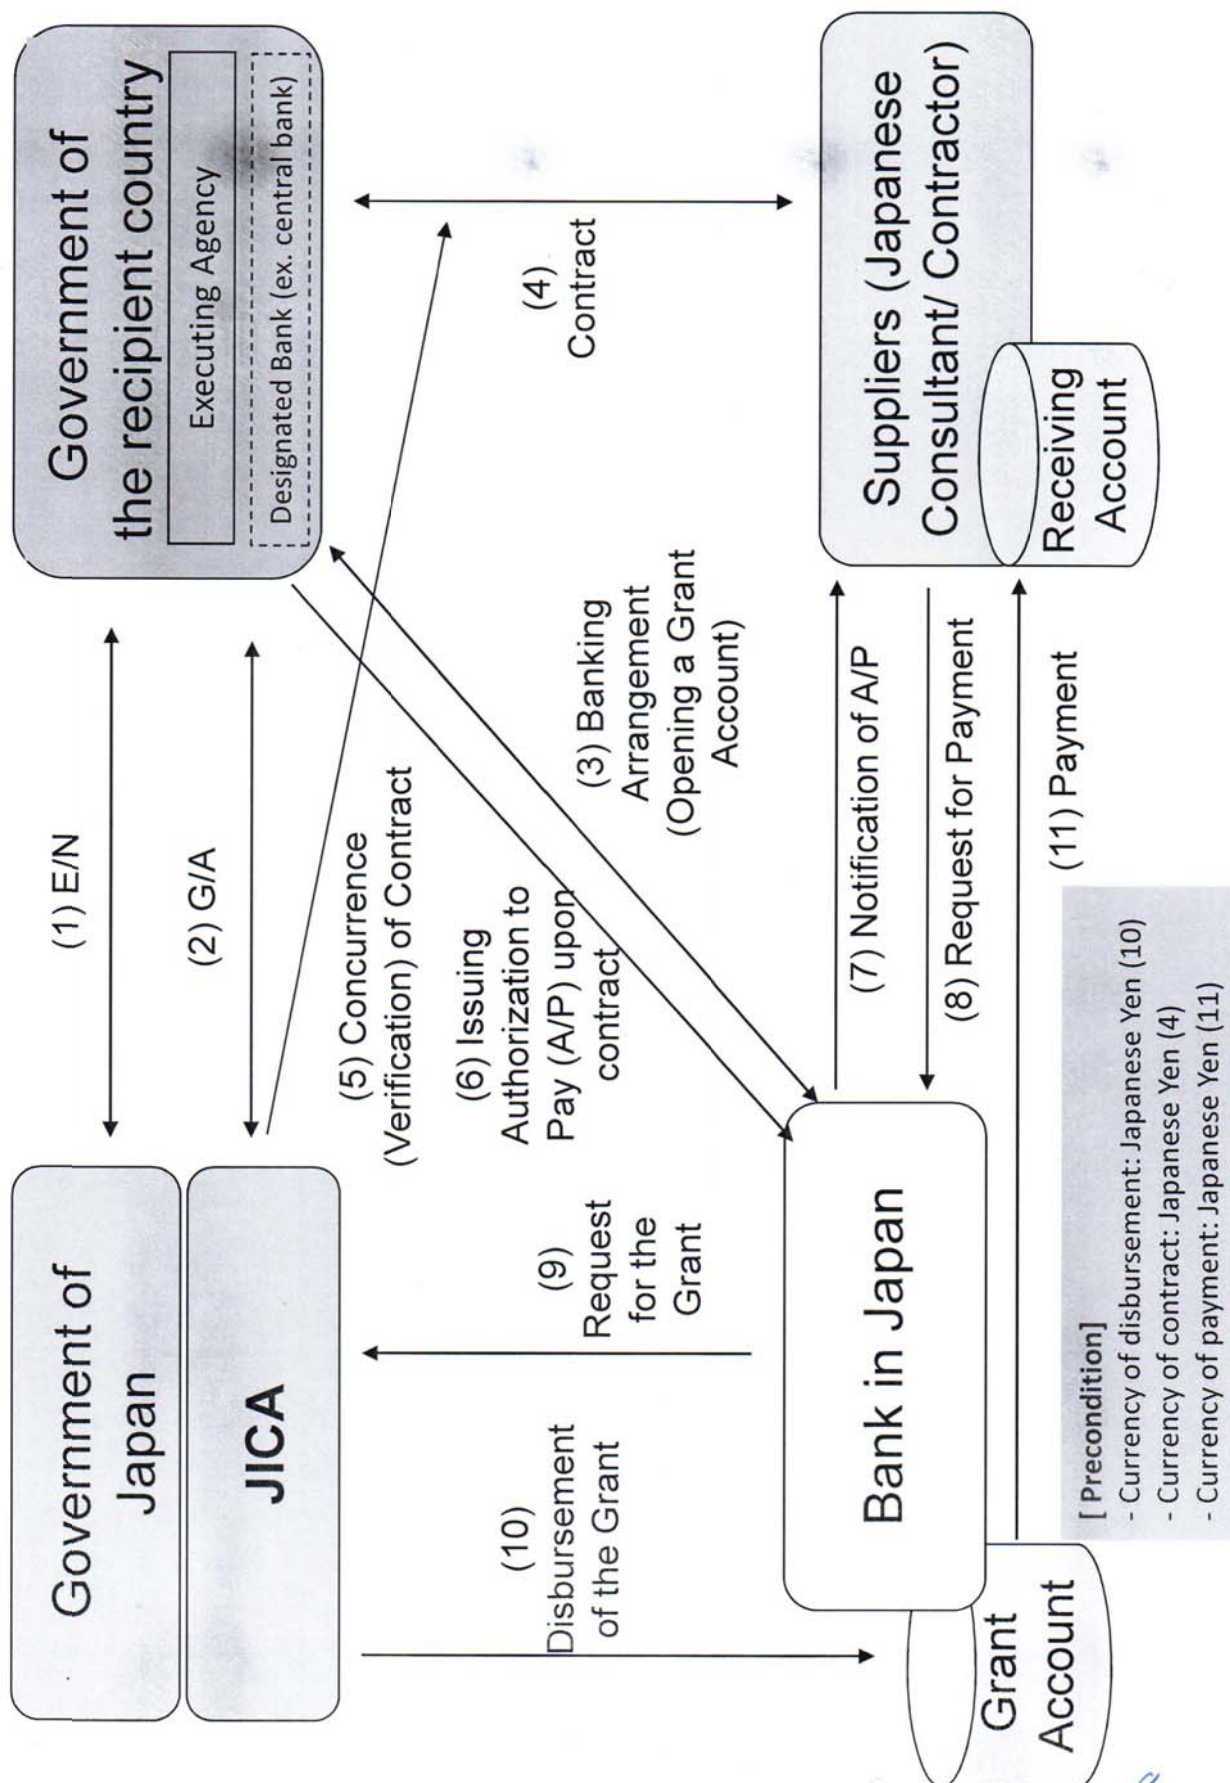 Government of
Japan
JICA
(1) E/N
(2) G/A
Government of
the recipient country
Executing Agency
Designated Bank (ex. central bank)
(5) Concurrence
(Verification) of Contract
(6) Issuing
Authorization to
Pay (A/P) upon
contract
(3) Banking
Arrangement
(Opening a Grant
Account)
(4)
Contract
(9)
Request
for the
Grant
(10)
Disbursement
of the Grant
Bank in Japan
Grant
Account
(7) Notification of A/P
(8) Request for Payment
(11) Payment
Suppliers (Japanese
Consultant/ Contractor)
Receiving
Account
[ Precondition]
- Currency of disbursement: Japanese Yen (10)
- Currency of contract: Japanese Yen (4)
- Currency of payment: Japanese Yen (11)